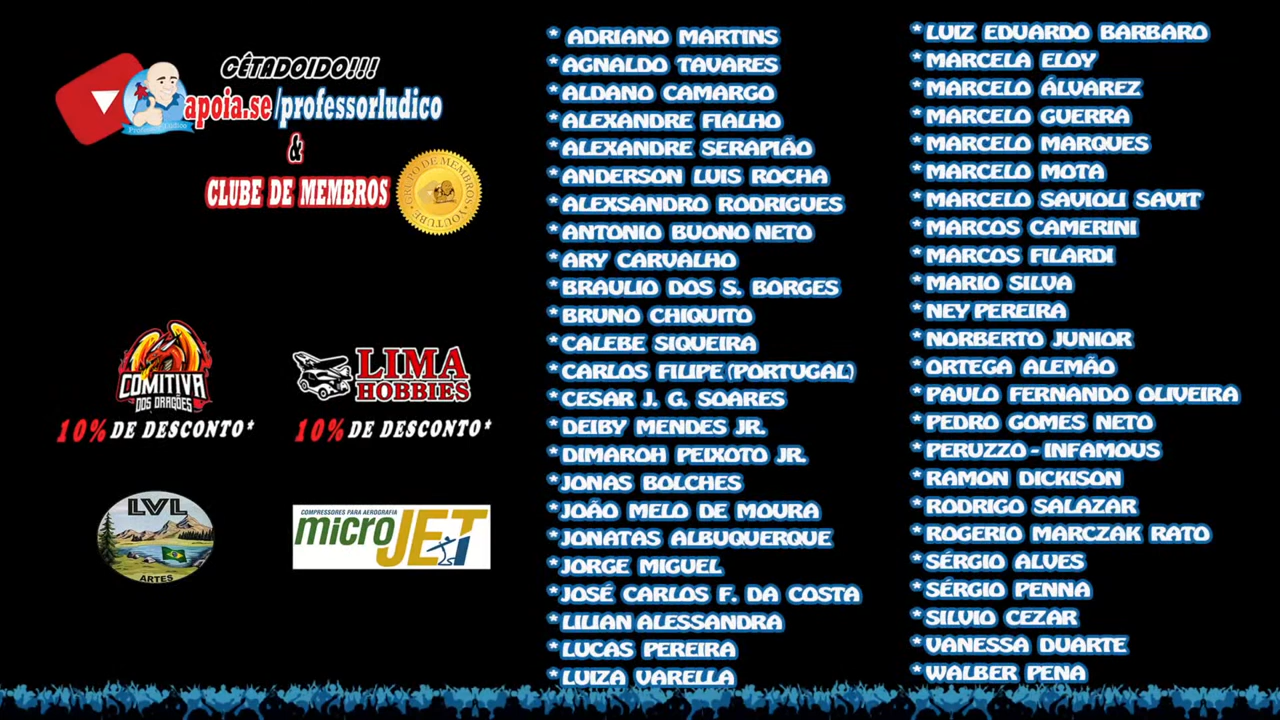 CÊTADOIDO!!!
apoia.se/professorludico
&
CLUBE DE MEMBROS
GRUPO DE MEMBROS YOUTUBE
COMITIVA
DOS DRAGÕES
10% DE DESCONTO*
LIMA
HOBBIES
10% DE DESCONTO*
LVL
ARTES
COMPRESSORES PARA AEROGRAFIA
microJET
* ADRIANO MARTINS
* AGNALDO TAVARES
* ALDANO CAMARGO
* ALEXANDRE FIALHO
* ALEXANDRE SERAPIÃO
* ANDERSON LUIS ROCHA
* ALEXSANDRO RODRIGUES
* ANTONIO BUONO NETO
* ARY CARVALHO
* BRAULIO DOS S. BORGES
* BRUNO CHIQUITO
* CALEBE SIQUEIRA
* CARLOS FILIPE (PORTUGAL)
* CESAR J. G. SOARES
* DEIBY MENDES JR.
* DIMAROH PEIXOTO JR.
* JONAS BOLCHES
* JOÃO MELO DE MOURA
* JONATAS ALBUQUERQUE
* JORGE MIGUEL
* JOSÉ CARLOS F. DA COSTA
* LILIAN ALESSANDRA
* LUCAS PEREIRA
* LUIZA VARELLA
* LUIZ EDUARDO BARBARO
* MARCELA ELOY
* MARCELO ÁLVAREZ
* MARCELO GUERRA
* MARCELO MARQUES
* MARCELO MOTA
* MARCELO SAVIOLI SAVIT
* MARCOS CAMERINI
* MARCOS FILARDI
* MARIO SILVA
* NEY PEREIRA
* NORBERTO JUNIOR
* ORTEGA ALEMÃO
* PAULO FERNANDO OLIVEIRA
* PEDRO GOMES NETO
* PERUZZO - INFAMOUS
* RAMON DICKISON
* RODRIGO SALAZAR
* ROGERIO MARCZAK RATO
* SÉRGIO ALVES
* SÉRGIO PENNA
* SILVIO CEZAR
* VANESSA DUARTE
* WALBER PENA